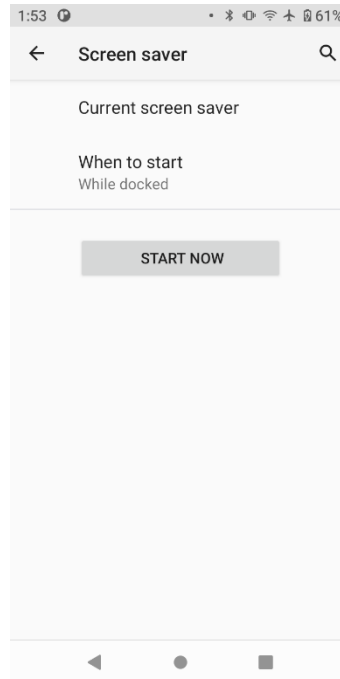 1:53 61%
Screen saver
Current screen saver
When to start
While docked
START NOW